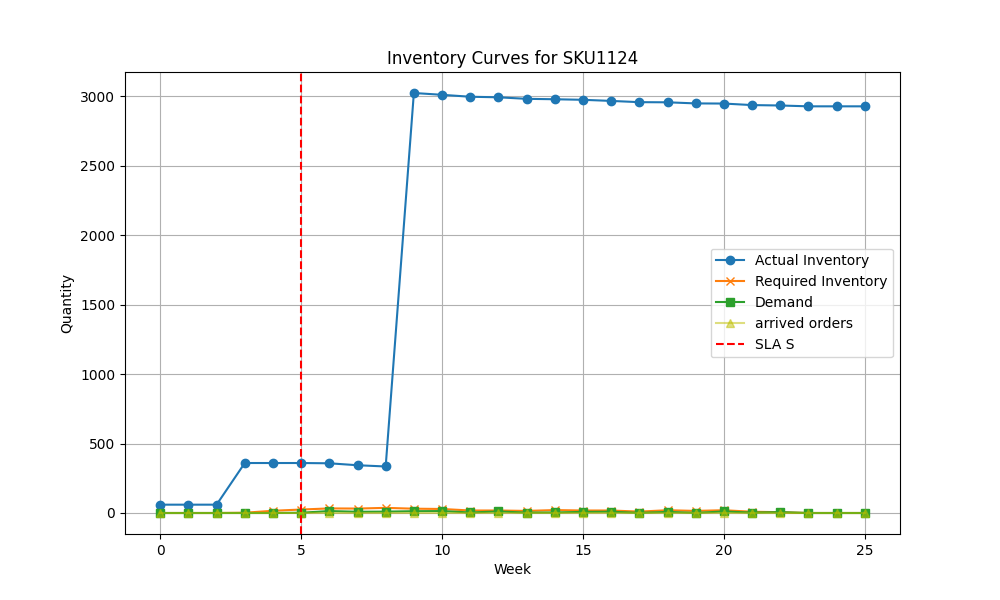 Inventory Curves for SKU1124
Quantity
3000
2500
2000
1500
1000
500
0
Actual Inventory
Required Inventory
Demand
arrived orders
SLA S
0 5 10 15 20 25
Week